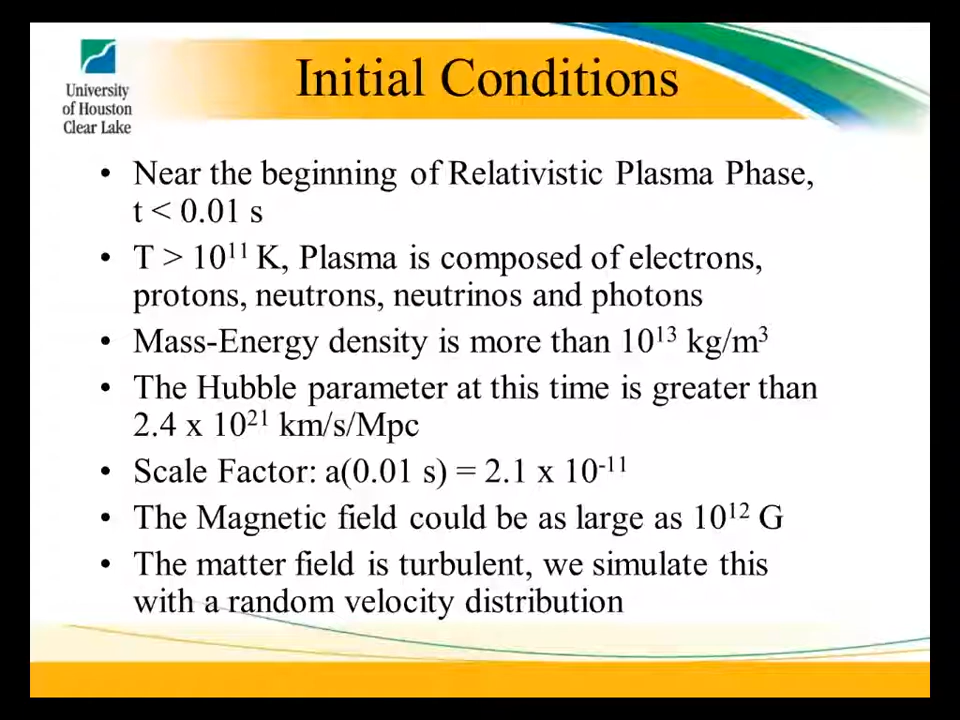 University
of Houston
Clear Lake
Initial Conditions
• Near the beginning of Relativistic Plasma Phase,
t < 0.01 s
• T > 10¹¹ K, Plasma is composed of electrons,
protons, neutrons, neutrinos and photons
• Mass-Energy density is more than 10¹³ kg/m³
• The Hubble parameter at this time is greater than
2.4 x 10²¹ km/s/Mpc
• Scale Factor: a(0.01 s) = 2.1 x 10⁻¹¹
• The Magnetic field could be as large as 10¹² G
• The matter field is turbulent, we simulate this
with a random velocity distribution